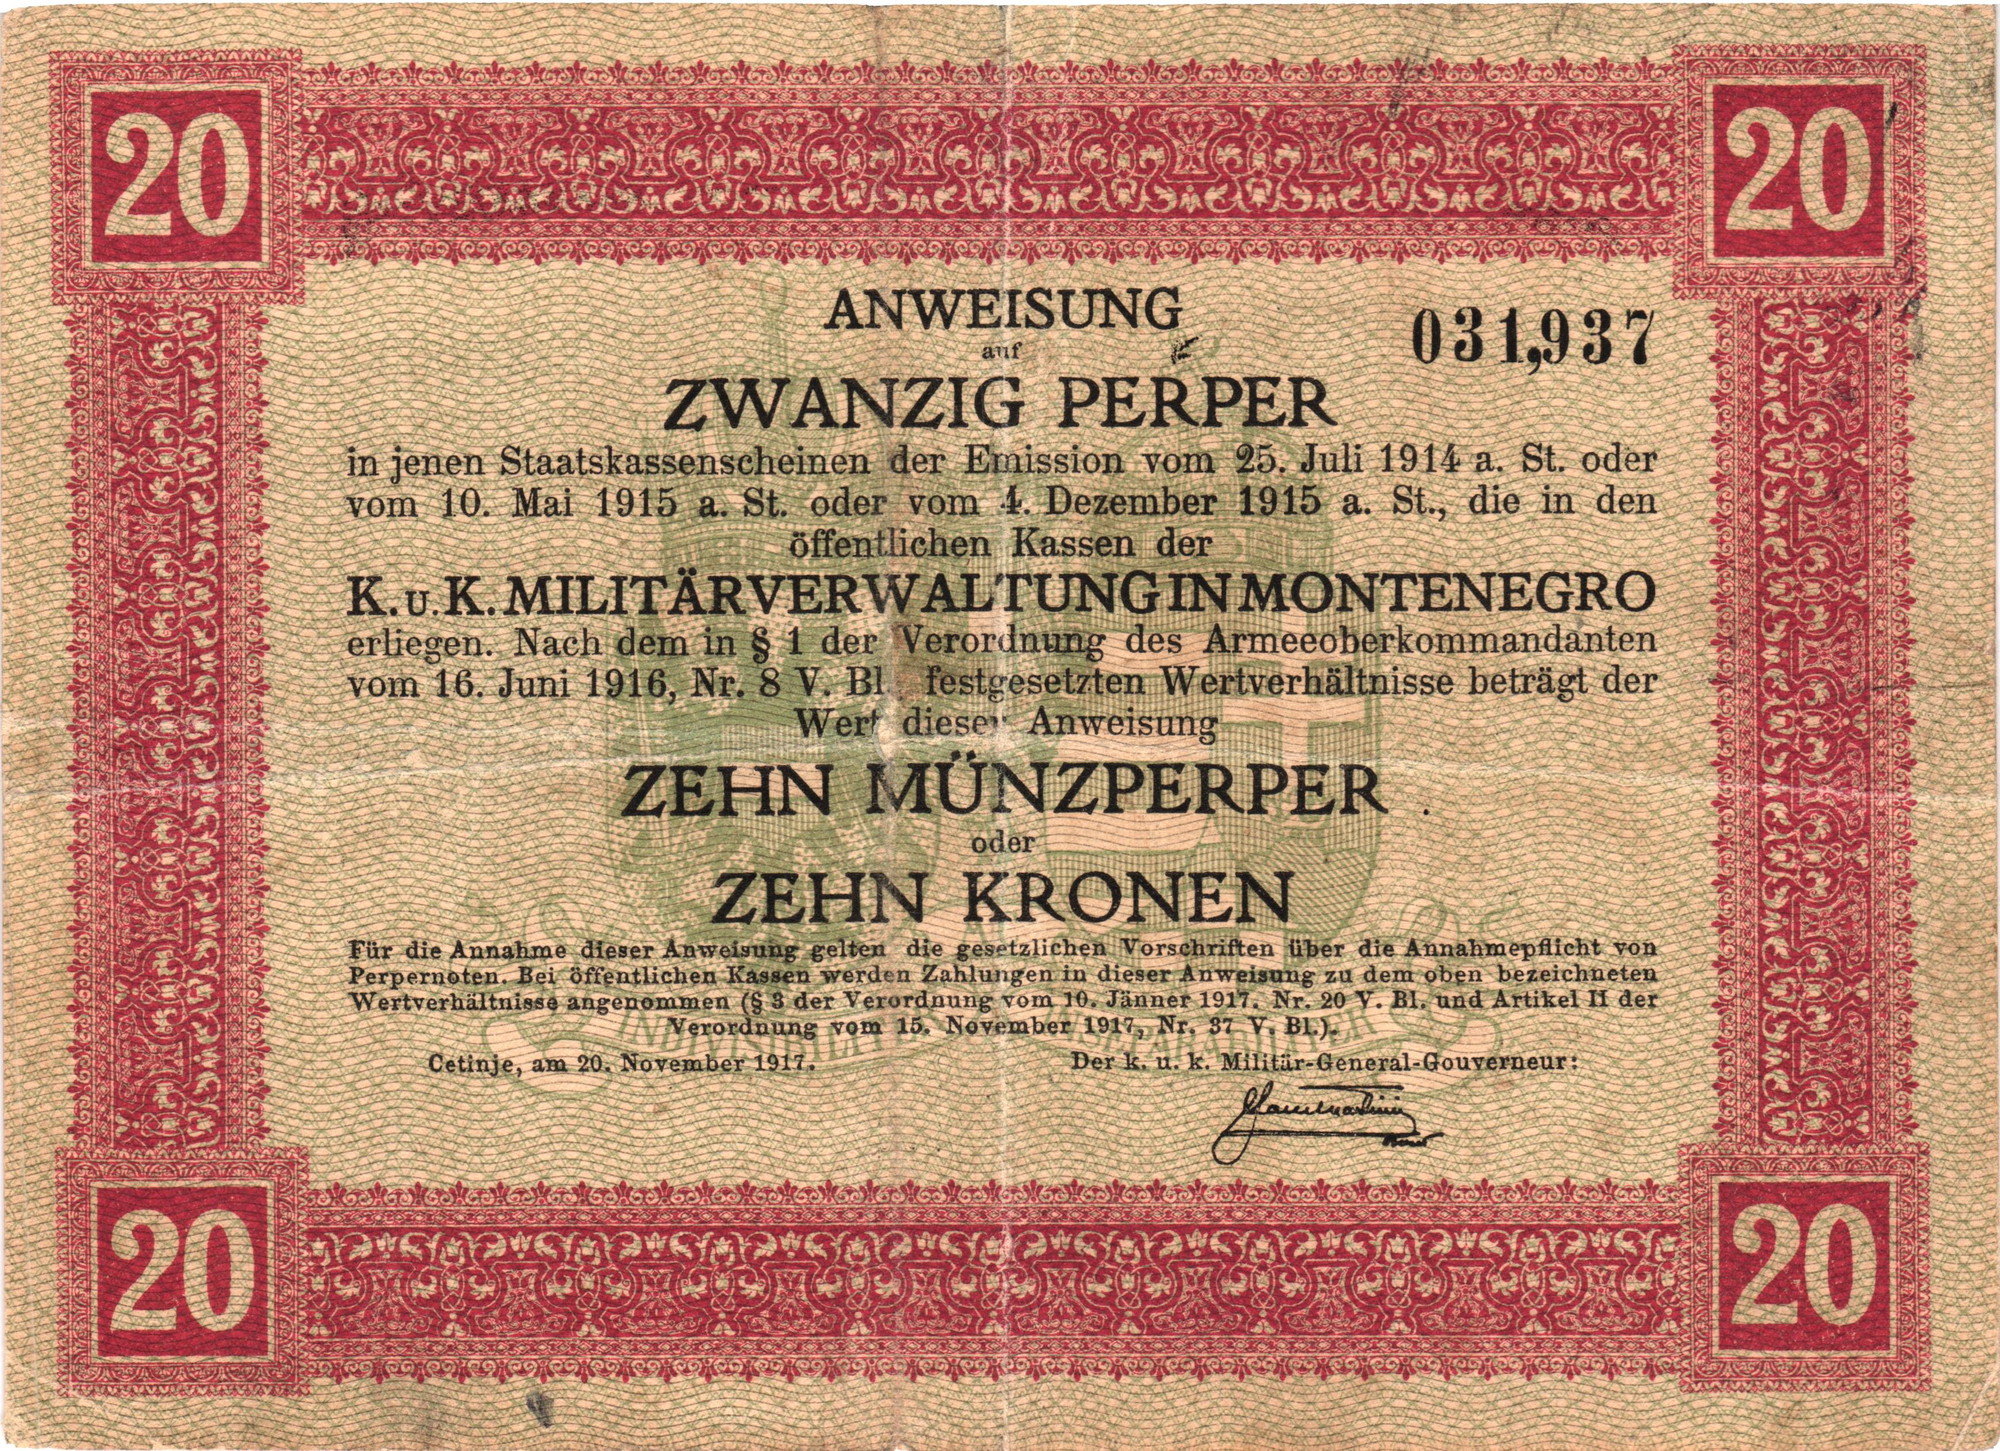 20
20
ANWEISUNG
031,937
auf
ZWANZIG PERPER
in jenen Staatskassenscheinen der Emission vom 25. Juli 1914 a. St. oder
vom 10. Mai 1915 a. St. oder vom 4. Dezember 1915 a. St., die in den
öffentlichen Kassen der
K. u. K. MILITÄRVERWALTUNG IN MONTENEGRO
erliegen. Nach dem in § 1 der Verordnung des Armeeoberkommandanten
vom 16. Juni 1916, Nr. 8 V. Bl. festgesetzten Wertverhältnisse beträgt der
Wert dieser Anweisung
ZEHN MÜNZPERPER
oder
ZEHN KRONEN
Für die Annahme dieser Anweisung gelten die gesetzlichen Vorschriften über die Annahmepflicht von
Perpernoten. Bei öffentlichen Kassen werden Zahlungen in dieser Anweisung zu dem oben bezeichneten
Wertverhältnisse angenommen (§ 3 der Verordnung vom 10. Jänner 1917, Nr. 20 V. Bl. und Artikel II der
Verordnung vom 15. November 1917, Nr. 37 V. Bl.).
Cetinje, am 20. November 1917.
Der k. u. k. Militär-General-Gouverneur:
20
20